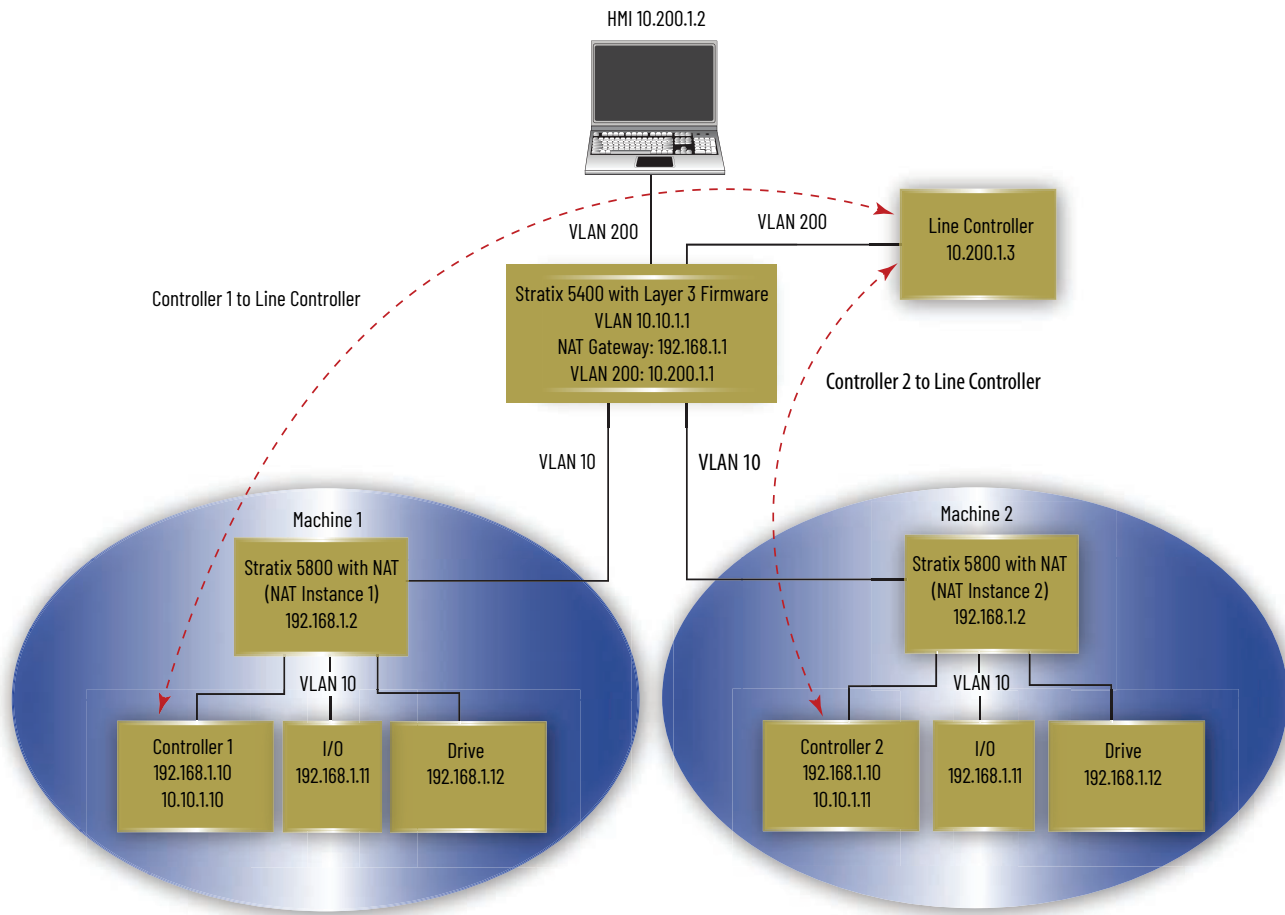 HMI 10.200.1.2
VLAN 200
VLAN 200
Line Controller
10.200.1.3
Controller 1 to Line Controller
Stratix 5400 with Layer 3 Firmware
VLAN 10.10.1.1
NAT Gateway: 192.168.1.1
VLAN 200: 10.200.1.1
Controller 2 to Line Controller
VLAN 10
VLAN 10
Machine 1
Stratix 5800 with NAT
(NAT Instance 1)
192.168.1.2
VLAN 10
Controller 1
192.168.1.10
10.10.1.10
I/O
192.168.1.11
Drive
192.168.1.12
Machine 2
Stratix 5800 with NAT
(NAT Instance 2)
192.168.1.2
VLAN 10
Controller 2
192.168.1.10
10.10.1.11
I/O
192.168.1.11
Drive
192.168.1.12